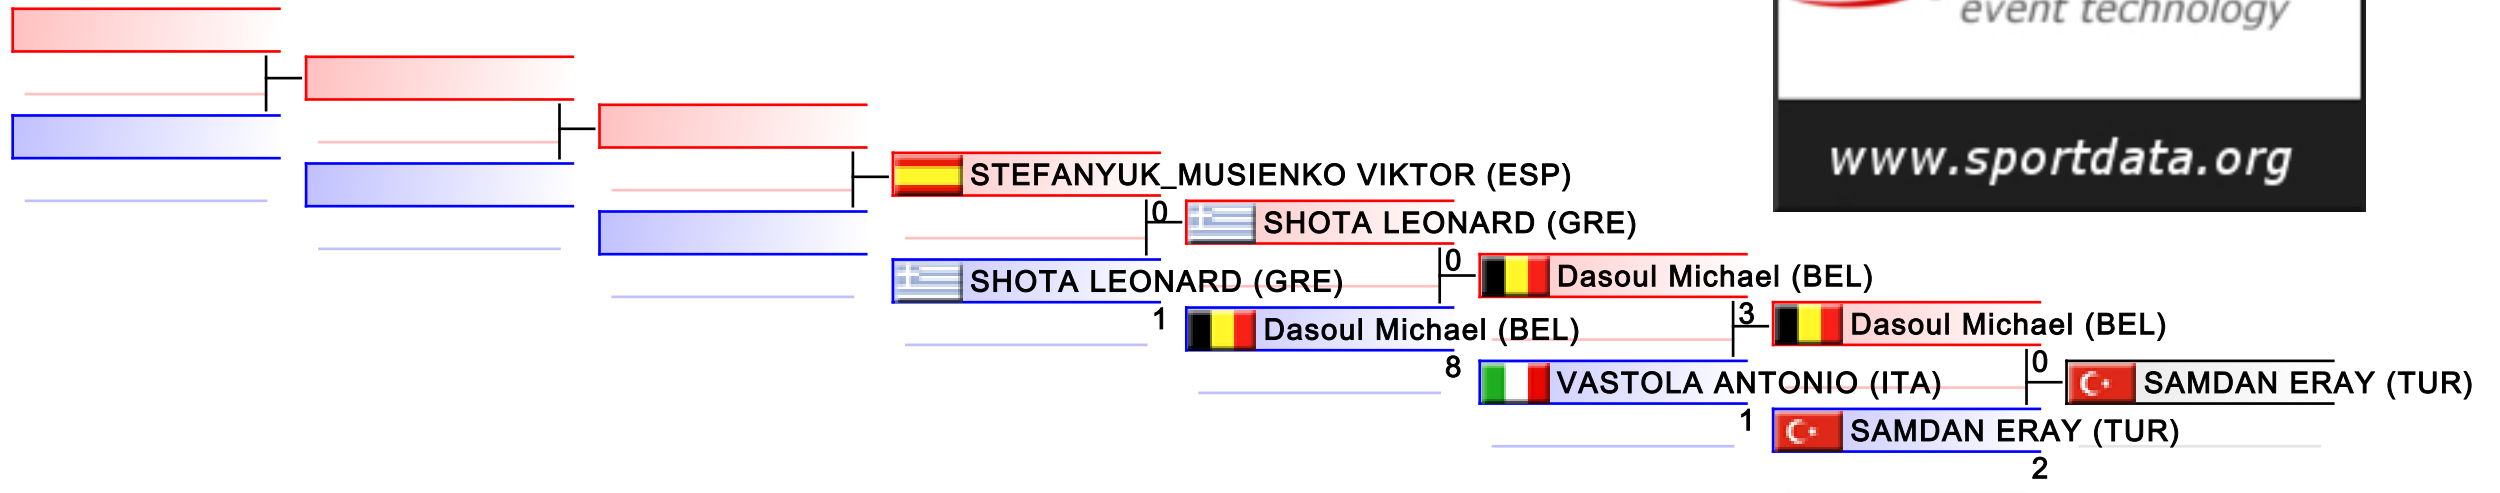 event technology
www.sportdata.org
STEFANYUK_MUSIENKO VIKTOR (ESP)
0
SHOTA LEONARD (GRE)
SHOTA LEONARD (GRE)
1
0
Dasoul Michael (BEL)
Dasoul Michael (BEL)
8
3
Dasoul Michael (BEL)
VASTOLA ANTONIO (ITA)
1
0
SAMDAN ERAY (TUR)
SAMDAN ERAY (TUR)
2